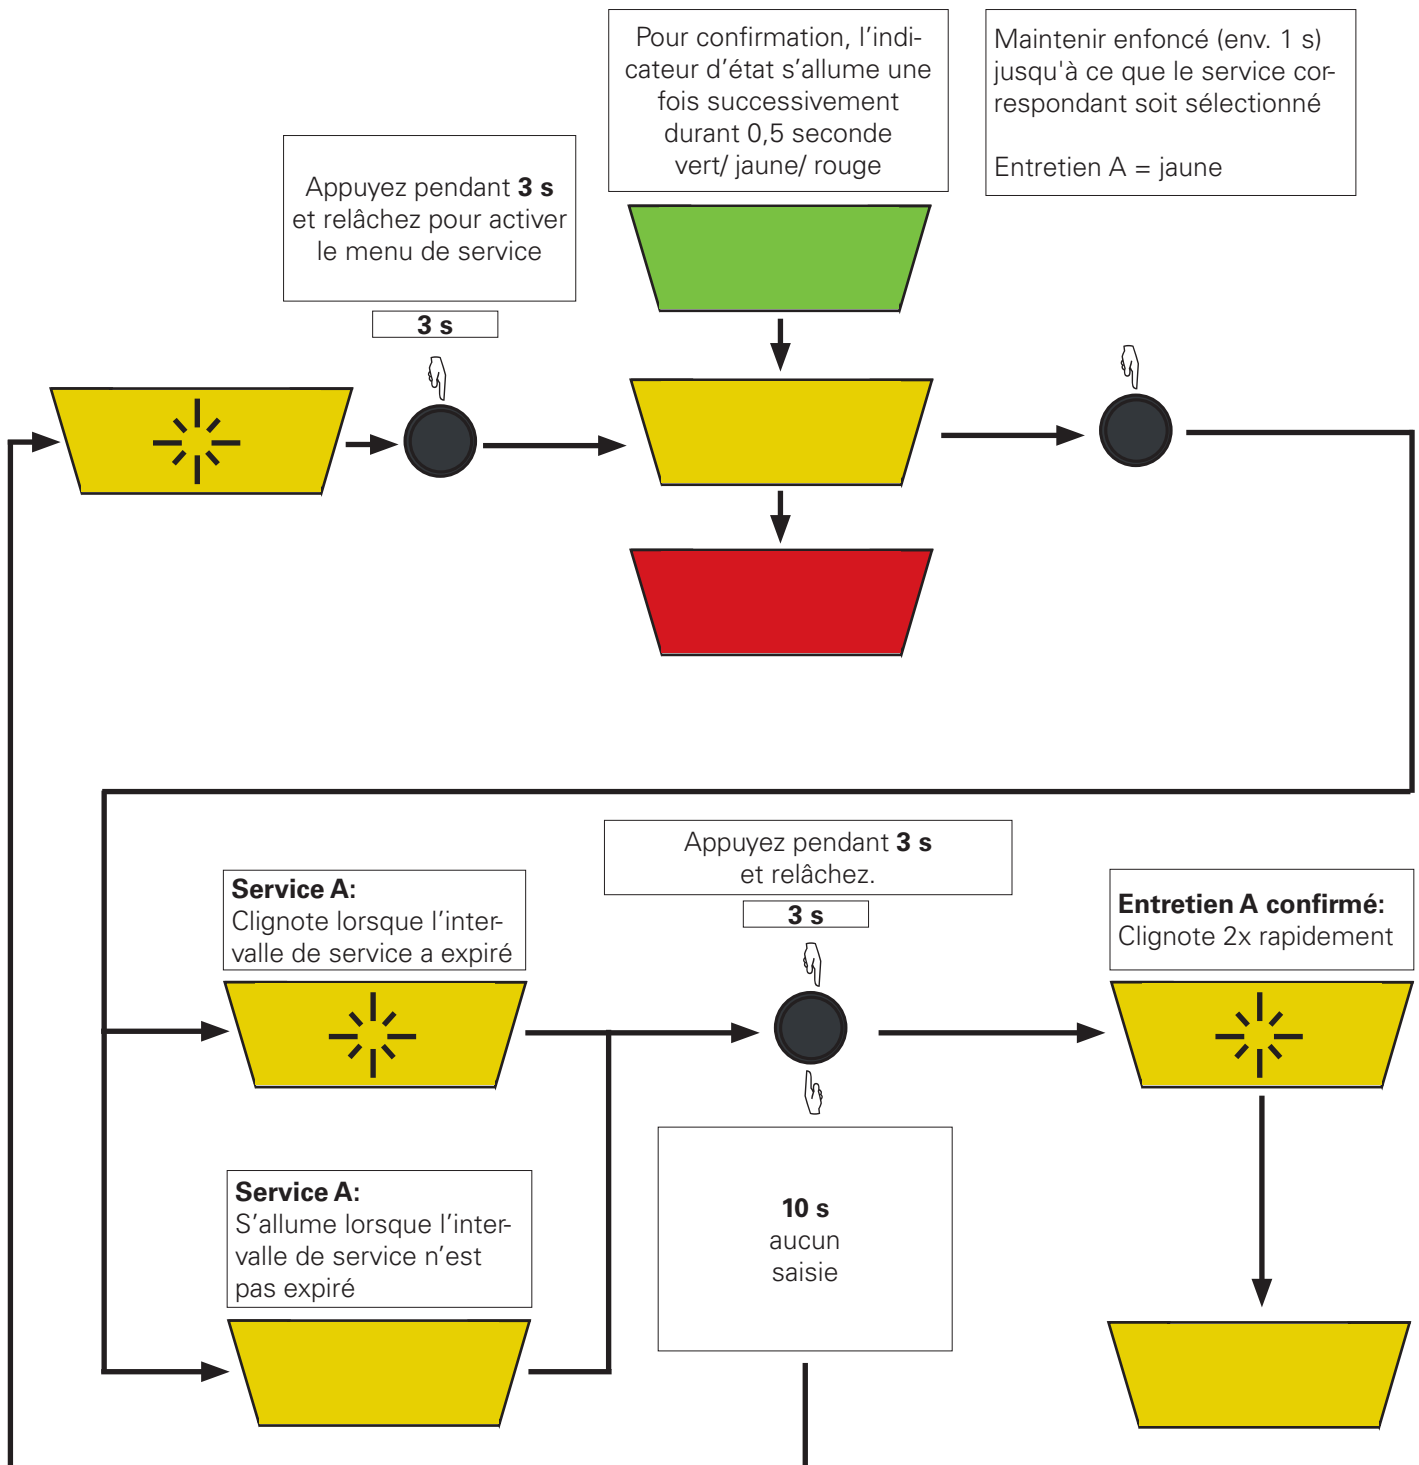 Appuyez pendant 3 s
et relâchez pour activer
le menu de service
3 s
Pour confirmation, l’indi-
cateur d’état s’allume une
fois successivement
durant 0,5 seconde
vert/ jaune/ rouge
Maintenir enfoncé (env. 1 s)
jusqu'à ce que le service cor-
respondant soit sélectionné
Entretien A = jaune
Service A:
Clignote lorsque l’inter-
valle de service a expiré
Appuyez pendant 3 s
et relâchez.
3 s
Entretien A confirmé:
Clignote 2x rapidement
Service A:
S’allume lorsque l’inter-
valle de service n’est
pas expiré
10 s
aucun
saisie